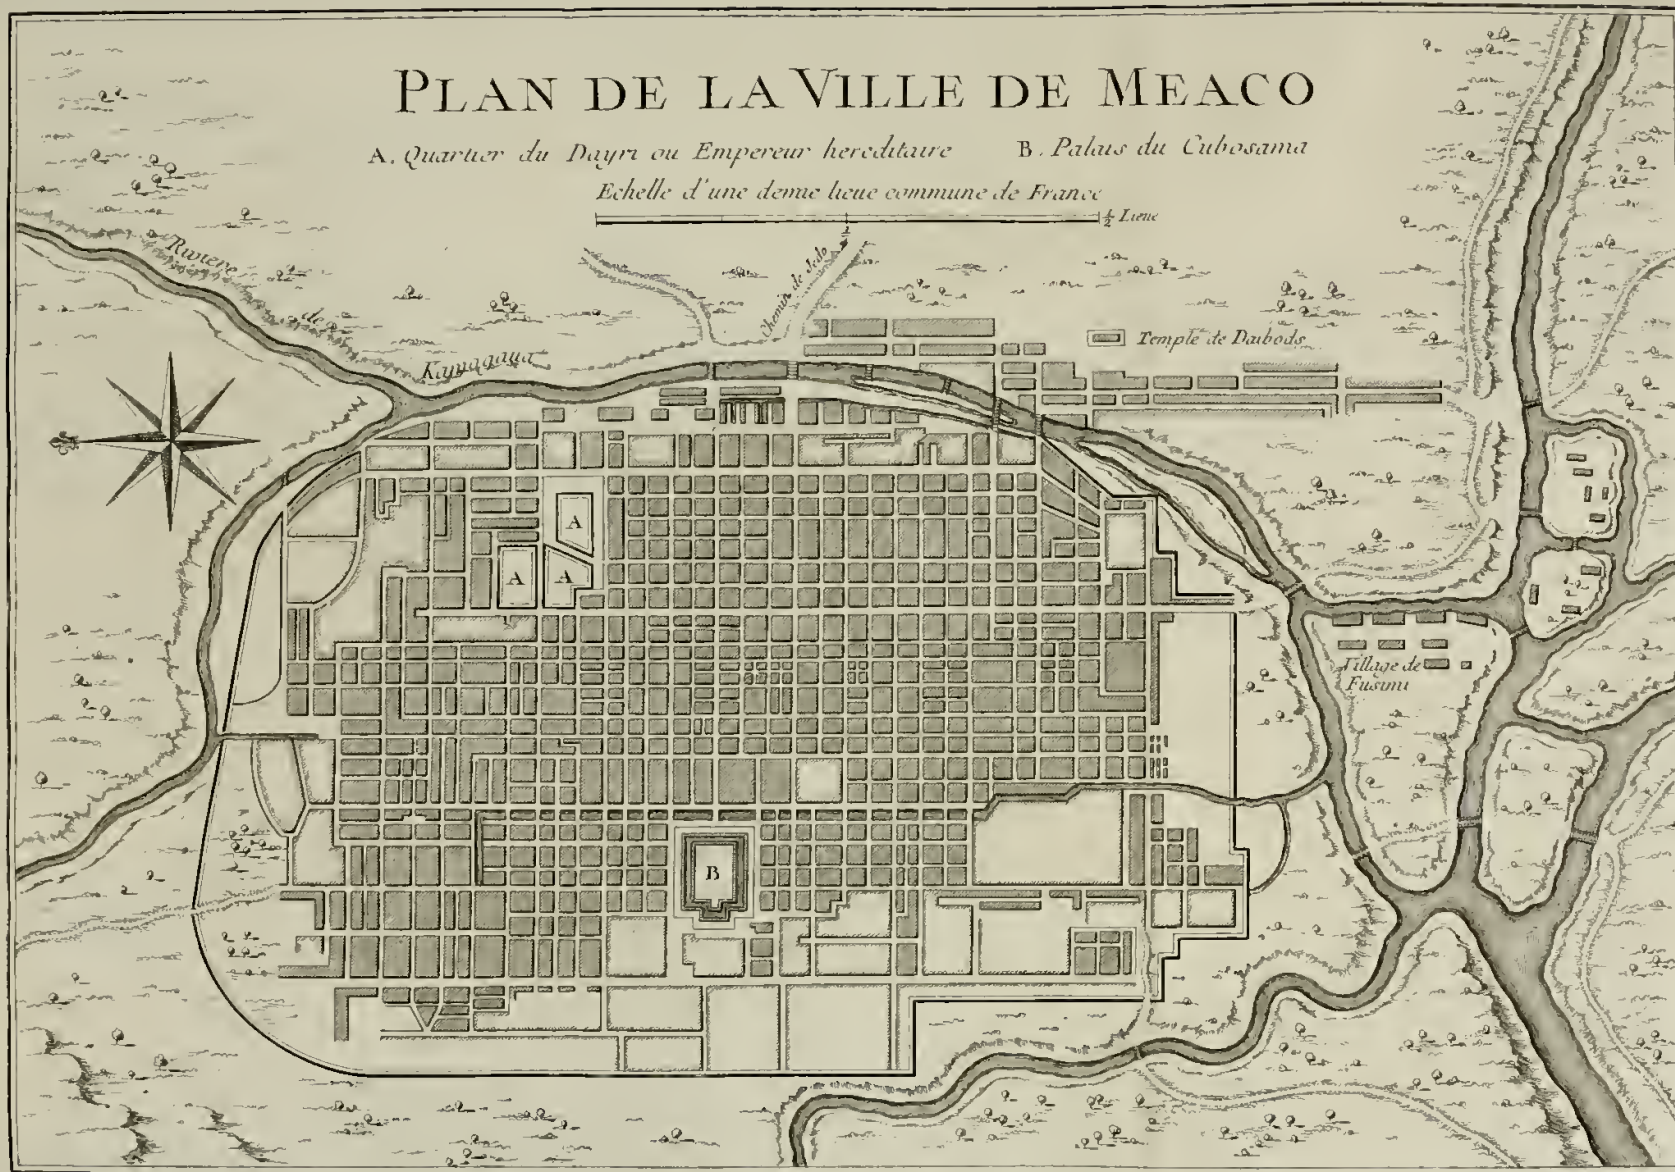 PLAN DE LA VILLE DE MEACO
A. Quartier du Dayri ou Empereur hereditaire B. Palais du Cubosama
Echelle d'une demie lieue commune de France
½ Lieue
Riviere de Kamagaua
Chemin de Jedo
Temple de Daibods
A
A
A
B
Village de
Fusimi